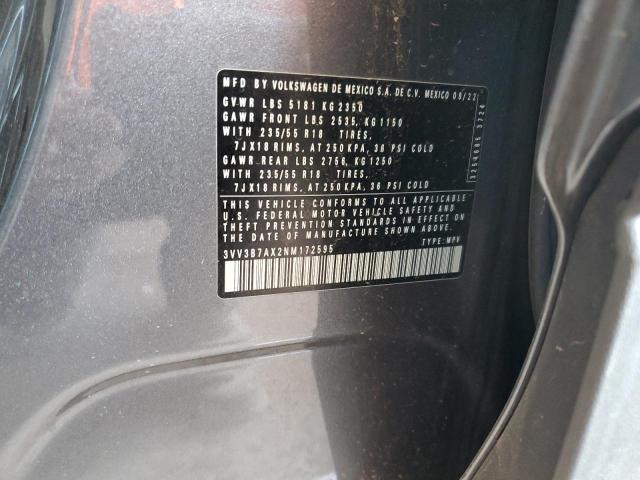 MFD BY VOLKSWAGEN DE MEXICO S.A. DE C.V. MEXICO 08/22
GVWR LBS 5181 KG 2350
GAWR FRONT LBS 2535, KG 1150
WITH 235/55 R18 TIRES,
7JX18 RIMS, AT 250 KPA, 36 PSI COLD
GAWR REAR LBS 2756, KG 1250
WITH 235/55 R18 TIRES,
7JX18 RIMS, AT 250 KPA, 36 PSI COLD
THIS VEHICLE CONFORMS TO ALL APPLICABLE
U.S. FEDERAL MOTOR VEHICLE SAFETY AND
THEFT PREVENTION STANDARDS IN EFFECT ON
THE DATE OF MANUFACTURE SHOWN ABOVE.
3VV3B7AX2NM172595 TYPE: MPV
3254685 3724